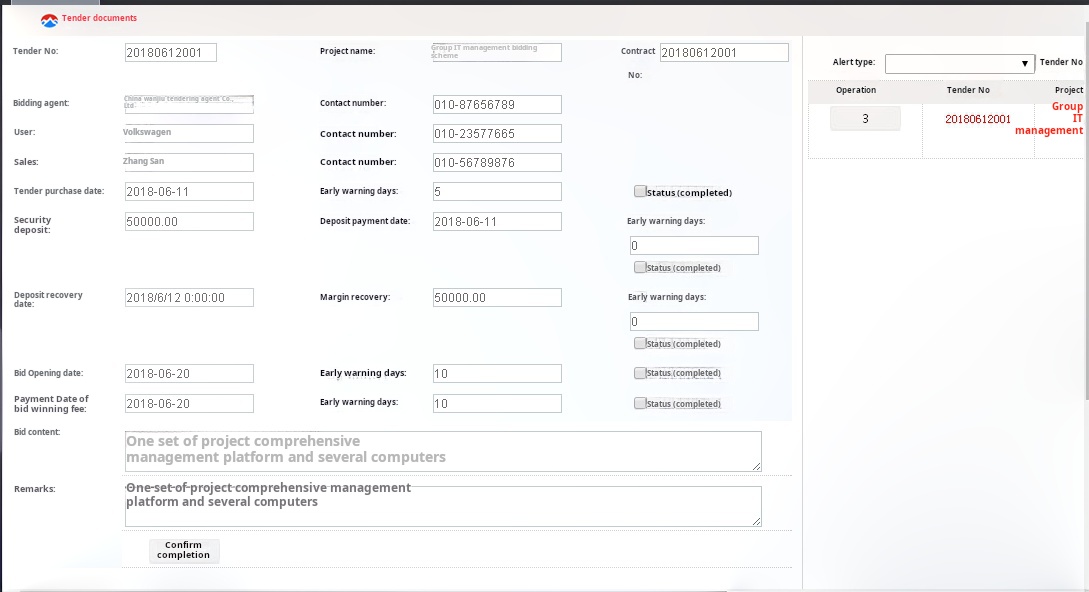 Tender documents
Tender No:
20180612001
Project name:
Group IT management bidding
scheme
Contract
No:
20180612001
Bidding agent:
China wanjiu tendering agent Co.,
Ltd
Contact number:
010-87656789
User:
Volkswagen
Contact number:
010-23577665
Sales:
Zhang San
Contact number:
010-56789876
Tender purchase date:
2018-06-11
Early warning days:
5
Status (completed)
Security
deposit:
50000.00
Deposit payment date:
2018-06-11
Early warning days:
0
Status (completed)
Deposit recovery
date:
2018/6/12 0:00:00
Margin recovery:
50000.00
Early warning days:
0
Status (completed)
Bid Opening date:
2018-06-20
Early warning days:
10
Status (completed)
Payment Date of
bid winning fee:
2018-06-20
Early warning days:
10
Status (completed)
Bid content:
One set of project comprehensive
management platform and several computers
Remarks:
One set of project comprehensive management
platform and several computers
Confirm
completion
Alert type:
Tender No
Operation
Tender No
Project
3
20180612001
Group
IT
management